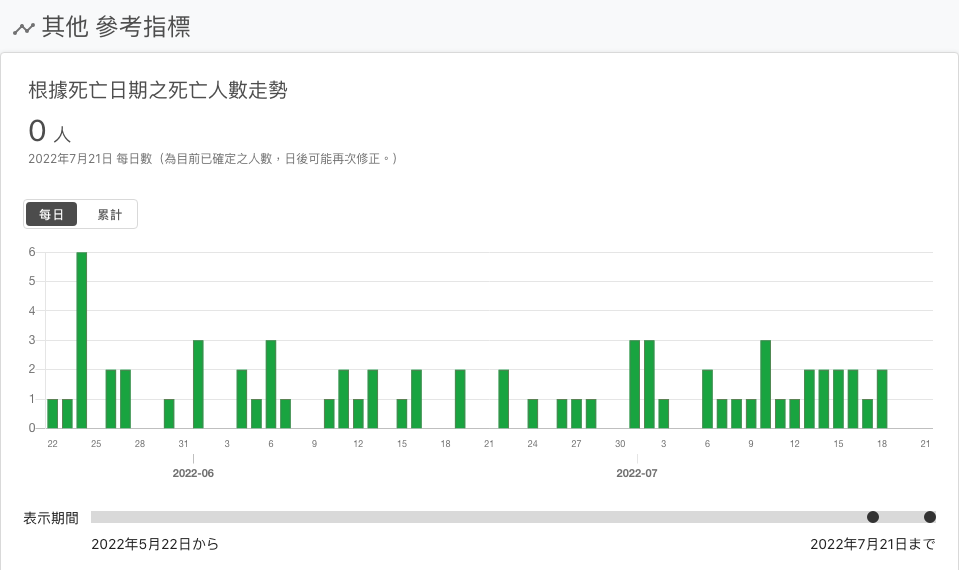 其他 參考指標
根據死亡日期之死亡人數走勢
0 人
2022年7月21日 每日數（為目前已確定之人數，日後可能再次修正。）
每日 累計
6
5
4
3
2
1
0
22 25 28 31 3 6 9 12 15 18 21 24 27 30 3 6 9 12 15 18 21
2022-06 2022-07
表示期間
2022年5月22日から 2022年7月21日まで